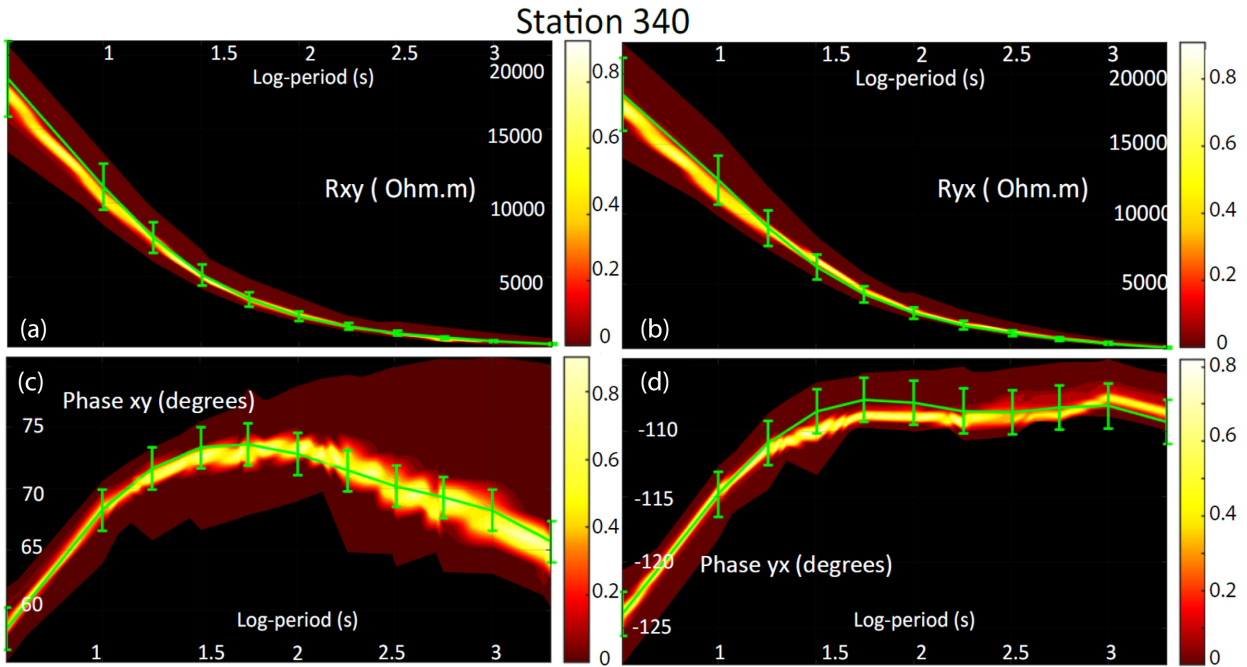 Station 340
1 1.5 2 2.5 3
Log-period (s)
20000
15000
10000
5000
Rxy ( Ohm.m)
(a)
0.8
0.6
0.4
0.2
0
1 1.5 2 2.5 3
Log-period (s)
20000
15000
10000
5000
Ryx ( Ohm.m)
(b)
0.8
0.6
0.4
0.2
0
(c)
Phase xy (degrees)
75
70
65
60
Log-period (s)
1 1.5 2 2.5 3
0.8
0.6
0.4
0.2
0
(d)
-110
-115
-120
-125
Phase yx (degrees)
Log-period (s)
1 1.5 2 2.5 3
0.8
0.6
0.4
0.2
0